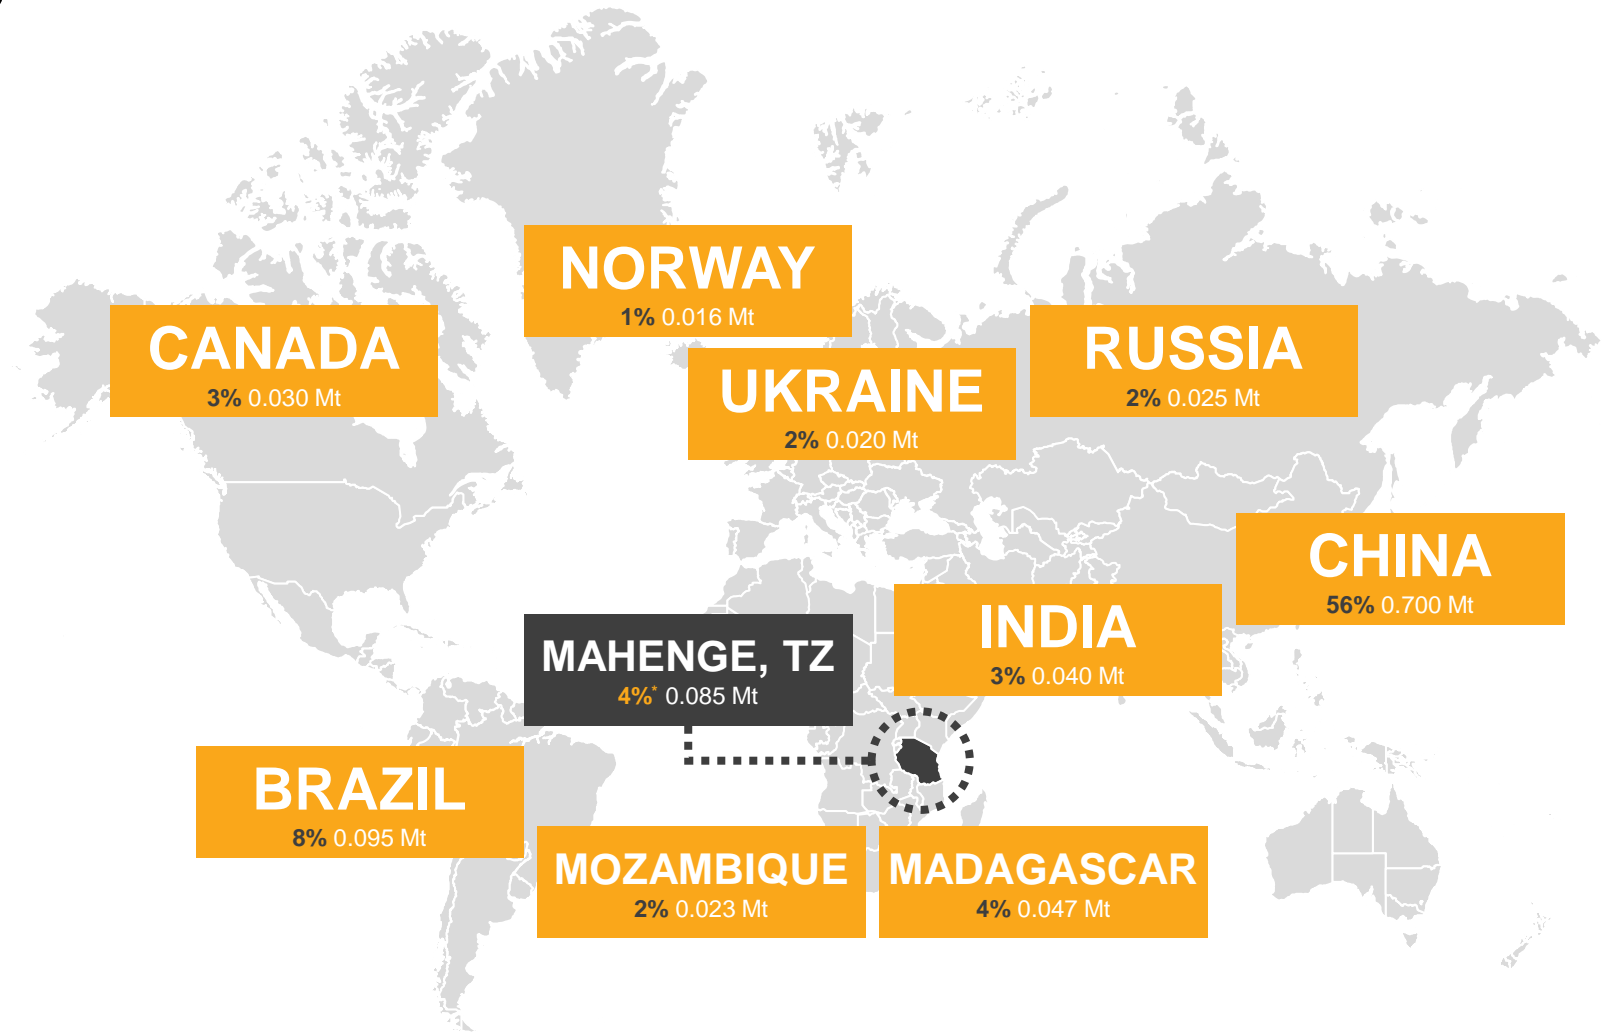 NORWAY
1% 0.016 Mt
CANADA
3% 0.030 Mt
RUSSIA
2% 0.025 Mt
UKRAINE
2% 0.020 Mt
CHINA
56% 0.700 Mt
INDIA
3% 0.040 Mt
MAHENGE, TZ
4%* 0.085 Mt
BRAZIL
8% 0.095 Mt
MOZAMBIQUE
2% 0.023 Mt
MADAGASCAR
4% 0.047 Mt